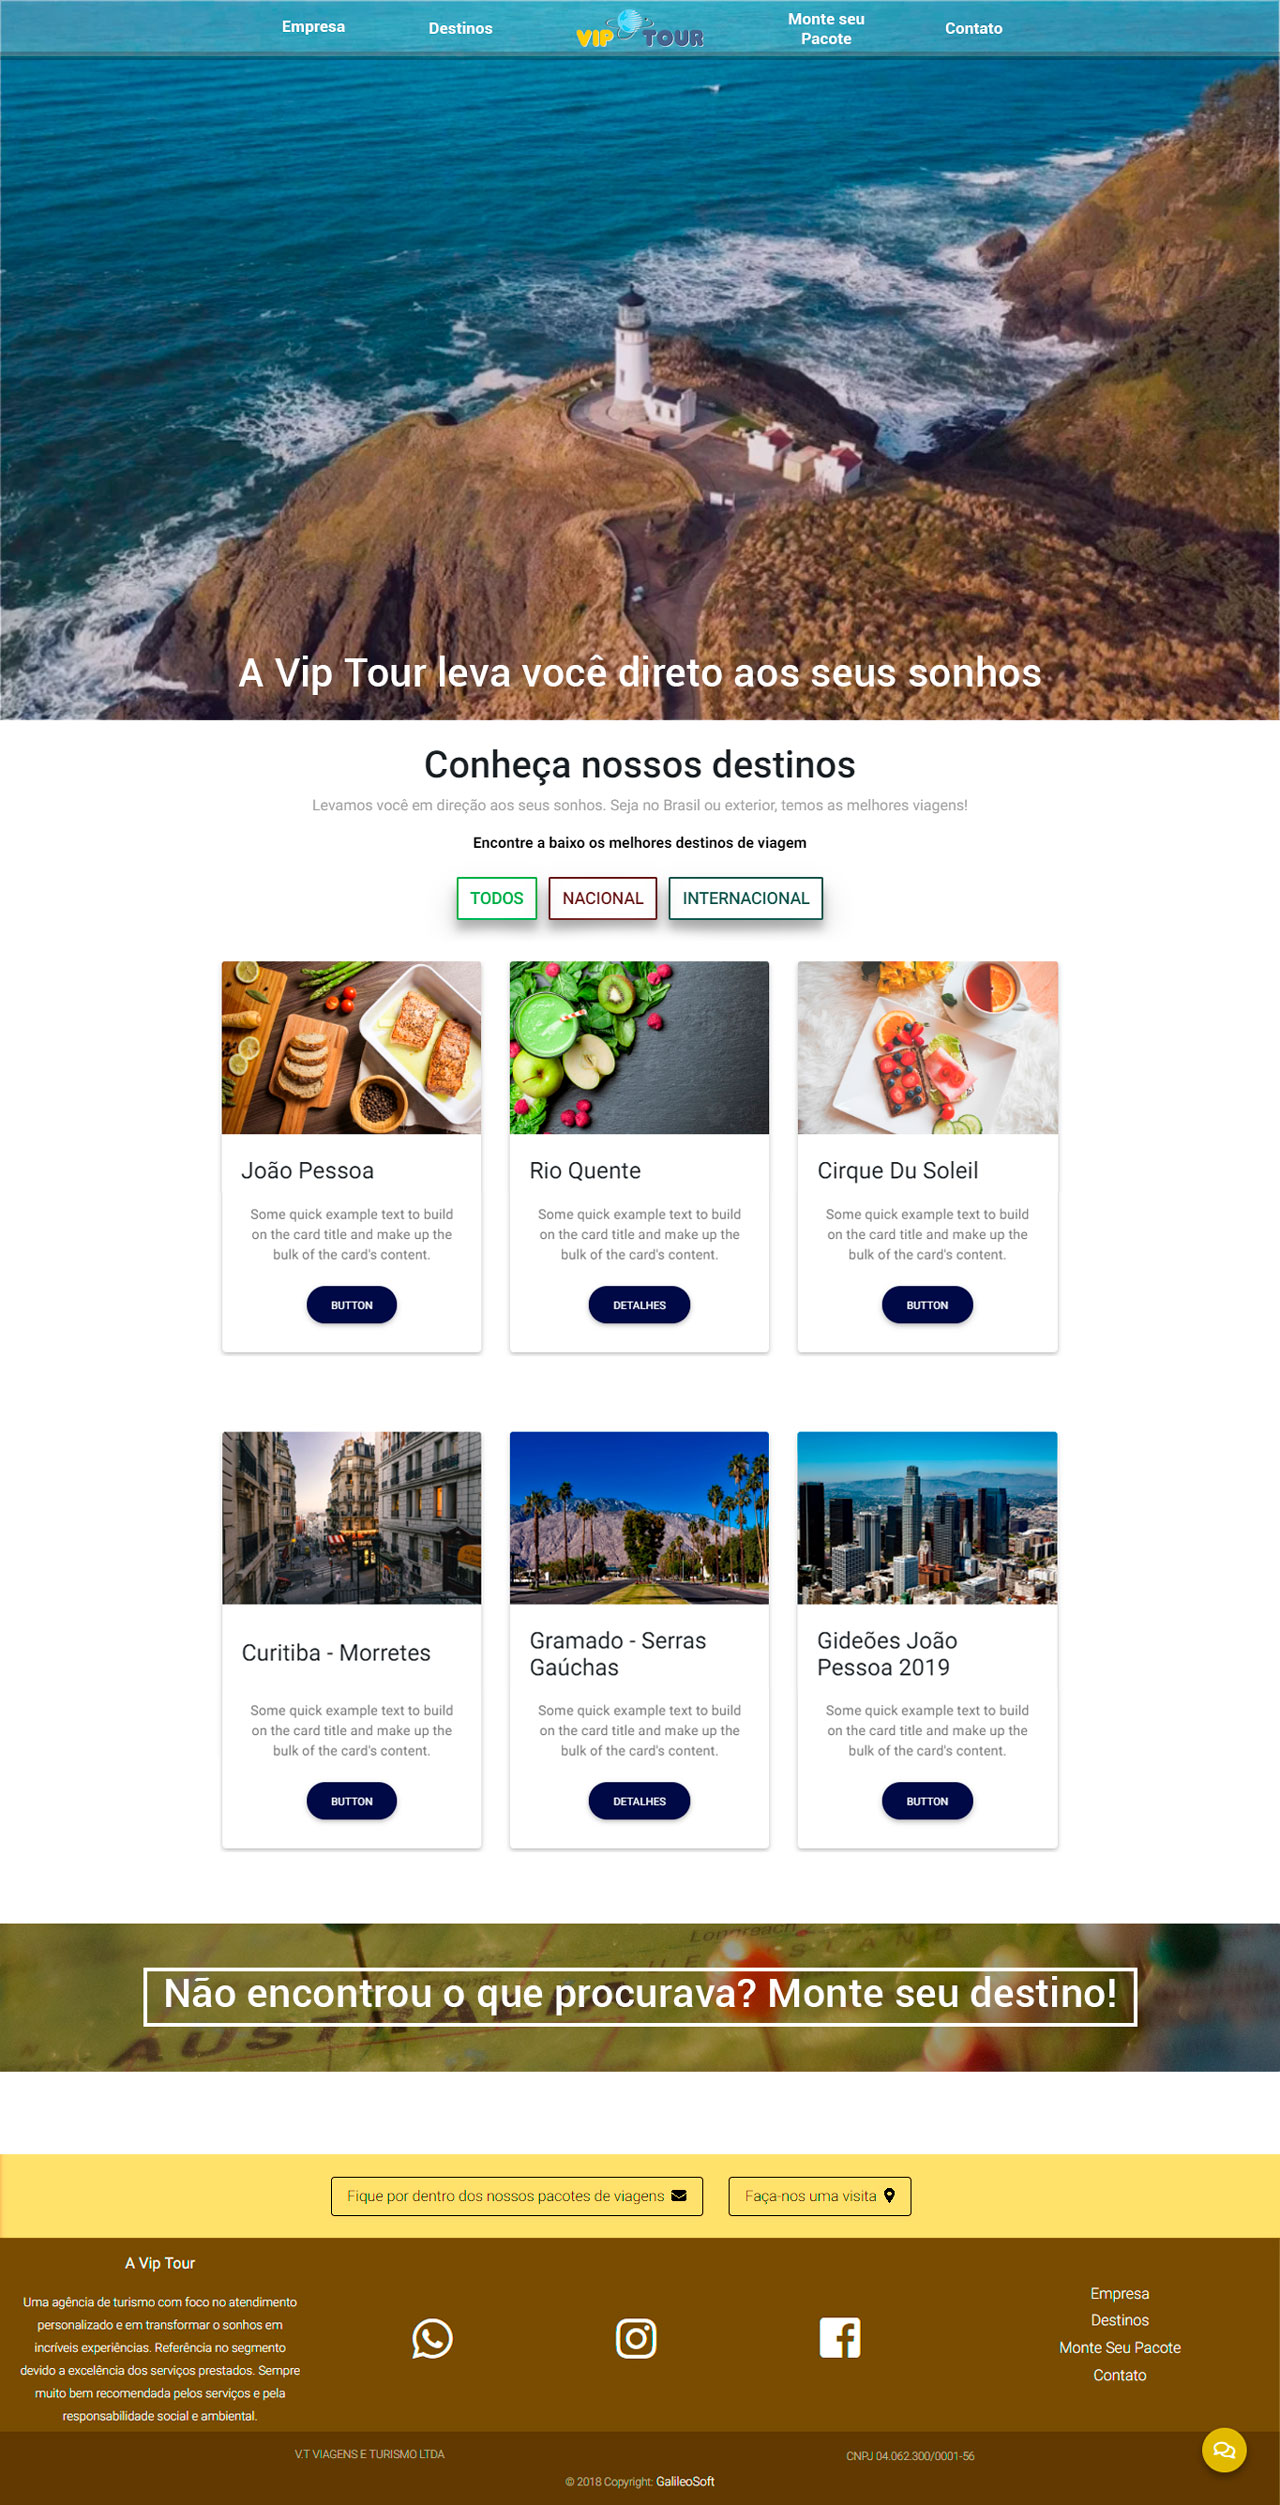 Empresa
Destinos
VIP TOUR
Monte seu
Pacote
Contato
A Vip Tour leva você direto aos seus sonhos
Conheça nossos destinos
Levamos você em direção aos seus sonhos. Seja no Brasil ou exterior, temos as melhores viagens!
Encontre a baixo os melhores destinos de viagem
TODOS
NACIONAL
INTERNACIONAL
João Pessoa
Some quick example text to build
on the card title and make up the
bulk of the card's content.
BUTTON
Rio Quente
Some quick example text to build
on the card title and make up the
bulk of the card's content.
DETALHES
Cirque Du Soleil
Some quick example text to build
on the card title and make up the
bulk of the card's content.
BUTTON
Curitiba - Morretes
Some quick example text to build
on the card title and make up the
bulk of the card's content.
BUTTON
Gramado - Serras
Gaúchas
Some quick example text to build
on the card title and make up the
bulk of the card's content.
DETALHES
Gideões João
Pessoa 2019
Some quick example text to build
on the card title and make up the
bulk of the card's content.
BUTTON
Longreach
Não encontrou o que procurava? Monte seu destino!
Fique por dentro dos nossos pacotes de viagens
Faça-nos uma visita
A Vip Tour
Uma agência de turismo com foco no atendimento
personalizado e em transformar o sonhos em
incríveis experiências. Referência no segmento
devido a excelência dos serviços prestados. Sempre
muito bem recomendada pelos serviços e pela
responsabilidade social e ambiental.
Empresa
Destinos
Monte Seu Pacote
Contato
V.T VIAGENS E TURISMO LTDA
CNPJ 04.062.300/0001-56
© 2018 Copyright: GalileoSoft